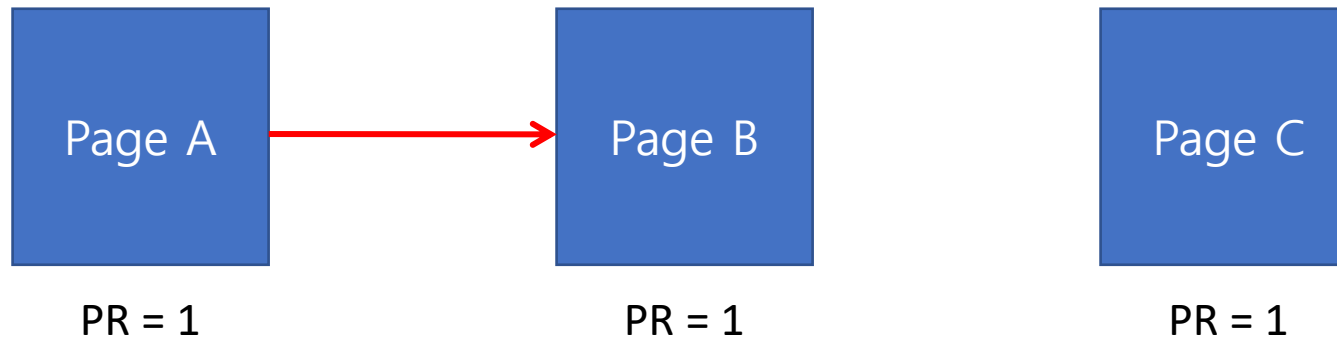 Page A
Page B
Page C
PR = 1
PR = 1
PR = 1